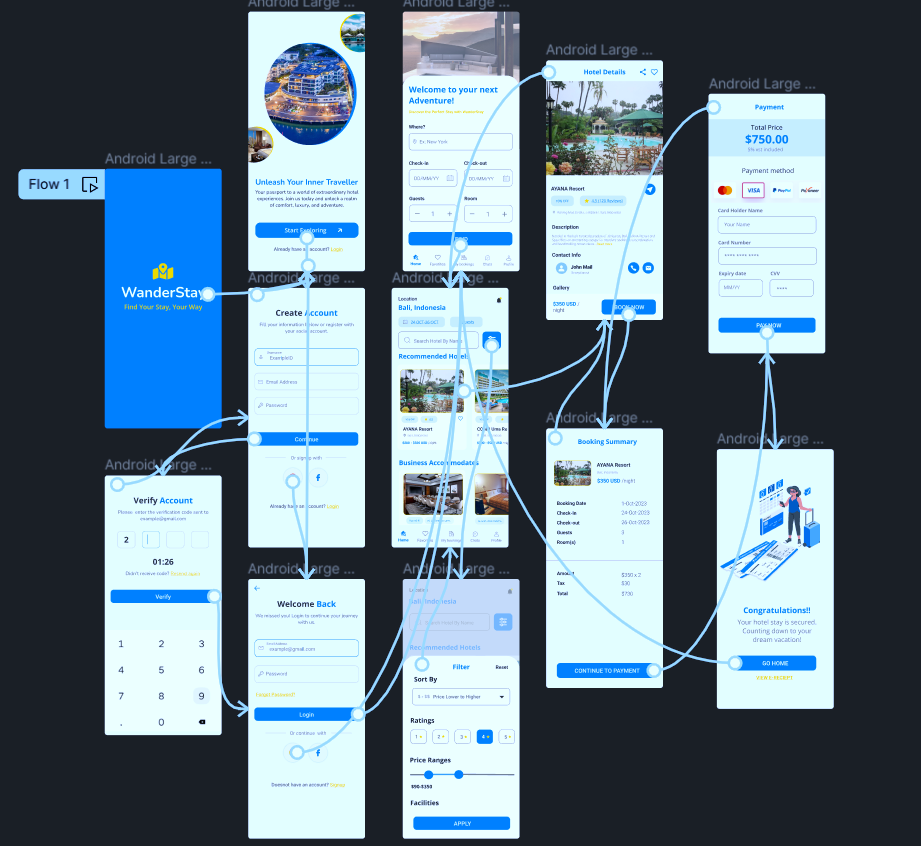 Flow 1
Android Large ...
WanderStay
Find Your Stay, Your Way
Android Large ...
Unleash Your Inner Traveller
Your passport to a world of extraordinary hotel
experiences. Join us today and unlock a realm
of comfort, luxury, and adventure.
Start Exploring
Already have an account? Login
Android Large ...
Create Account
Fill your information below or register with
your social account.
Example0
Email Address
Password
Continue
Or signup with
Already have an account? Login
Android Large ...
Verify Account
Please enter the verification code sent to
example@gmail.com
2
01:26
Didn't receive code?
Verify
1 2 3
4 5 6
7 8 9
. 0
Android Large ...
Welcome Back
We missed you! Login to continue your journey
with us.
Email Address
example@gmail.com
Password
Forgot Password?
Login
Or continue with
Doesnot have an account? Signup
Android Large ...
Welcome to your next
Adventure!
Where?
Ex. New York
Check-in Check-out
DD/MM/YY DD/MM/YY
Guests Room
- 1 + - 1 +
Home Favorites My Bookings Chats Profile
Android Large ...
Location
Bali, Indonesia
Search Hotel By Name
Recommended Hotels
AYANA Resort
Business Accommodates
Home Favorites My Bookings Chats Profile
Android Large ...
Location
Bali, Indonesia
Search Hotel By Name
Recommended Hotels
Filter Reset
Sort By
$ - $$ Price Lower to Higher
Ratings
1 2 3 4 5
Price Ranges
$90-$350
Facilities
APPLY
Android Large ...
Hotel Details
AYANA Resort
Description
Contact Info
John Mail
Gallery
$350 USD /
night
BOOK NOW
Android Large ...
Booking Summary
AYANA Resort
$350 USD /night)
Booking Date 1-Oct-2023
Check-in 24-Oct-2023
Check-out 26-Oct-2023
Guests 3
Room(s) 1
Amount $350 x 2
Tax $30
Total $730
CONTINUE TO PAYMENT
Android Large ...
Payment
Total Price
$750.00
Payment method
VISA PayPal Payoneer
Card Holder Name
Your Name
Card Number
**** **** **** ****
Expiry date CVV
MM/YY ****
PAY NOW
Android Large ...
Congratulations!!
Your hotel stay is secured.
Counting down to your
dream vacation!
GO HOME
VIEW E-RECEIPT